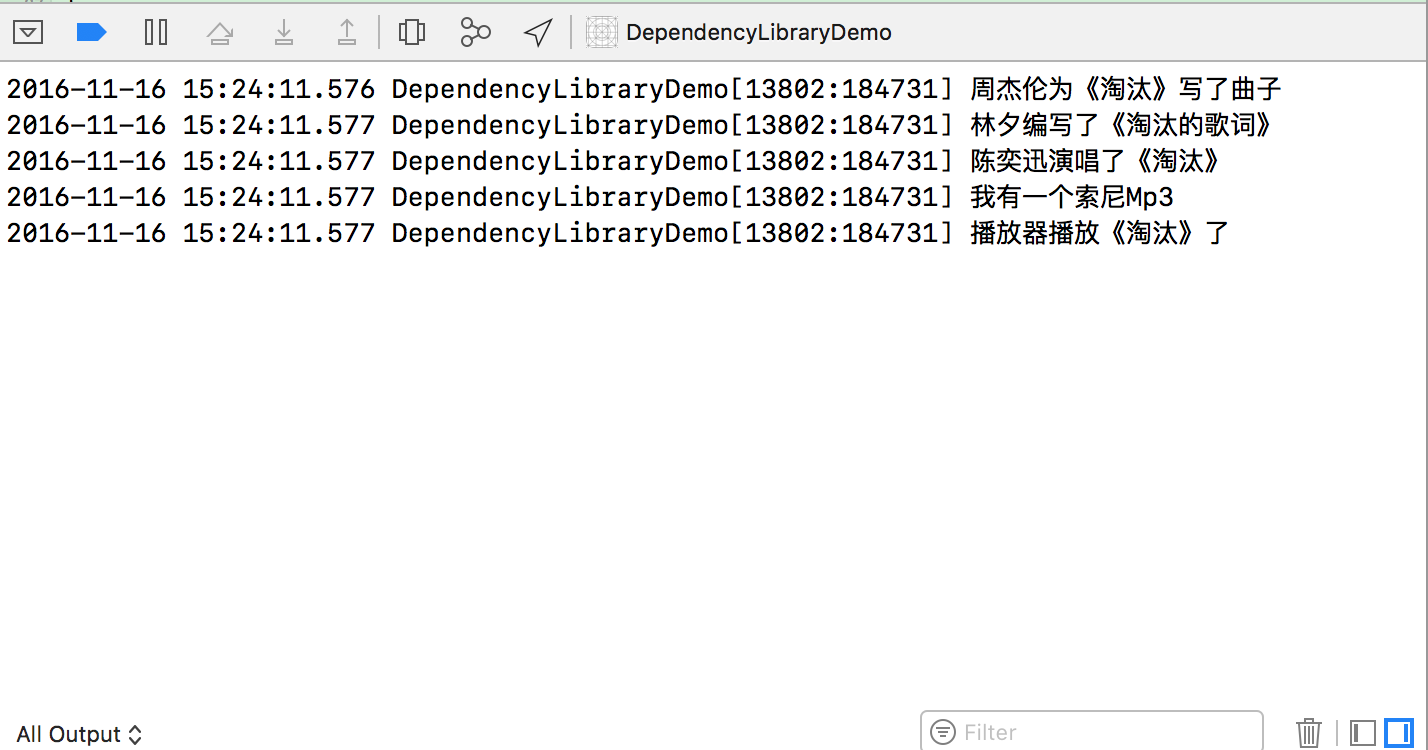 DependencyLibraryDemo
2016-11-16 15:24:11.576 DependencyLibraryDemo[13802:184731] 周杰伦为《淘汰》写了曲子
2016-11-16 15:24:11.577 DependencyLibraryDemo[13802:184731] 林夕编写了《淘汰的歌词》
2016-11-16 15:24:11.577 DependencyLibraryDemo[13802:184731] 陈奕迅演唱了《淘汰》
2016-11-16 15:24:11.577 DependencyLibraryDemo[13802:184731] 我有一个索尼Mp3
2016-11-16 15:24:11.577 DependencyLibraryDemo[13802:184731] 播放器播放《淘汰》了
All Output Filter